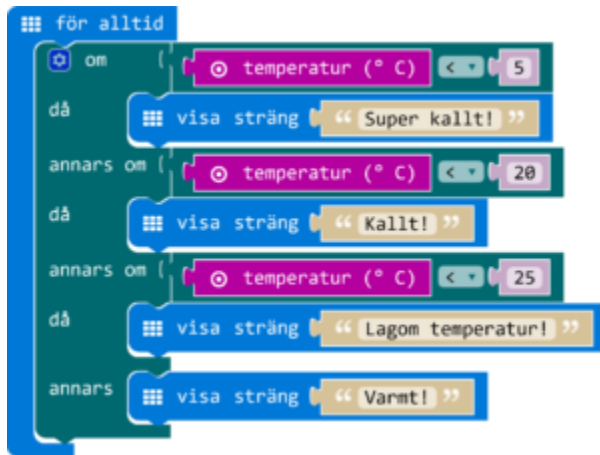 för alltid
om temperatur (° C) < 5
då visa sträng “ Super kallt! ”
annars om temperatur (° C) < 20
då visa sträng “ Kallt! ”
annars om temperatur (° C) < 25
då visa sträng “ Lagom temperatur! ”
annars visa sträng “ Varmt! ”